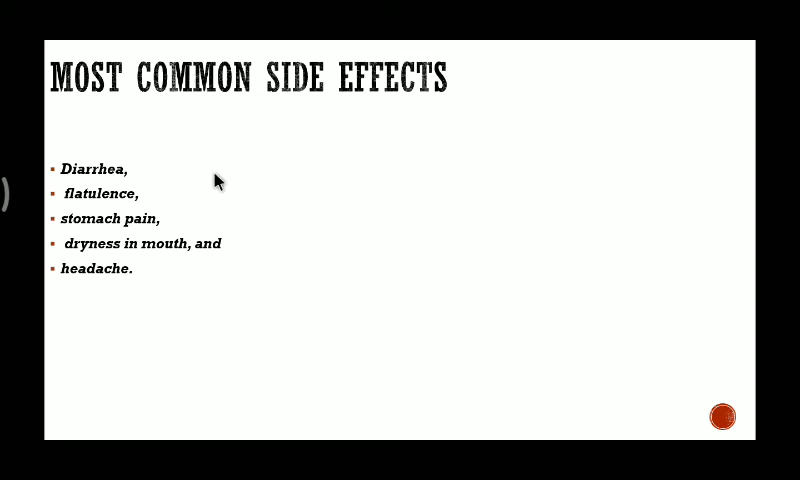 MOST COMMON SIDE EFFECTS
▪ Diarrhea,
▪ flatulence,
▪ stomach pain,
▪ dryness in mouth, and
▪ headache.